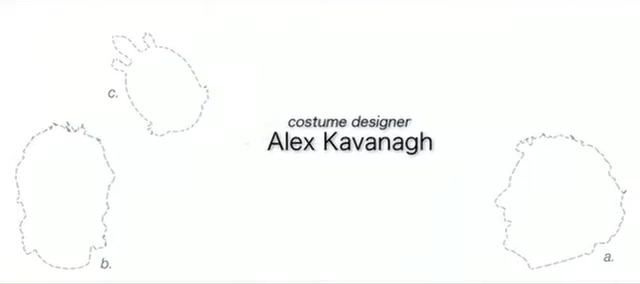 c.
costume designer
Alex Kavanagh
b.
a.